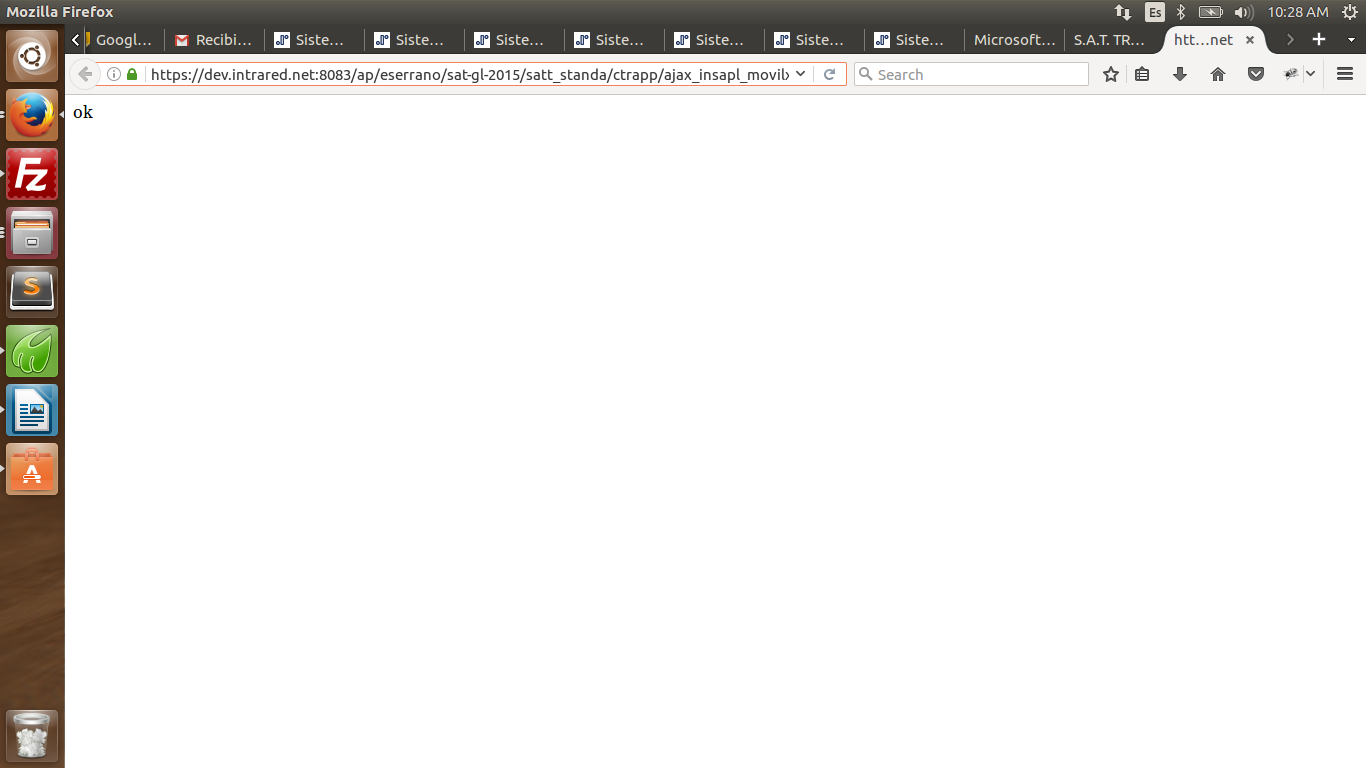 Mozilla Firefox
Es
10:28 AM
Googl...
Recibi...
Siste...
Siste...
Siste...
Siste...
Siste...
Siste...
Siste...
Microsoft...
S.A.T. TR...
htt...net
https://dev.intrared.net:8083/ap/eserrano/sat-gl-2015/satt_standa/ctrapp/ajax_insapl_movil
Search
ok
Fz
S
A